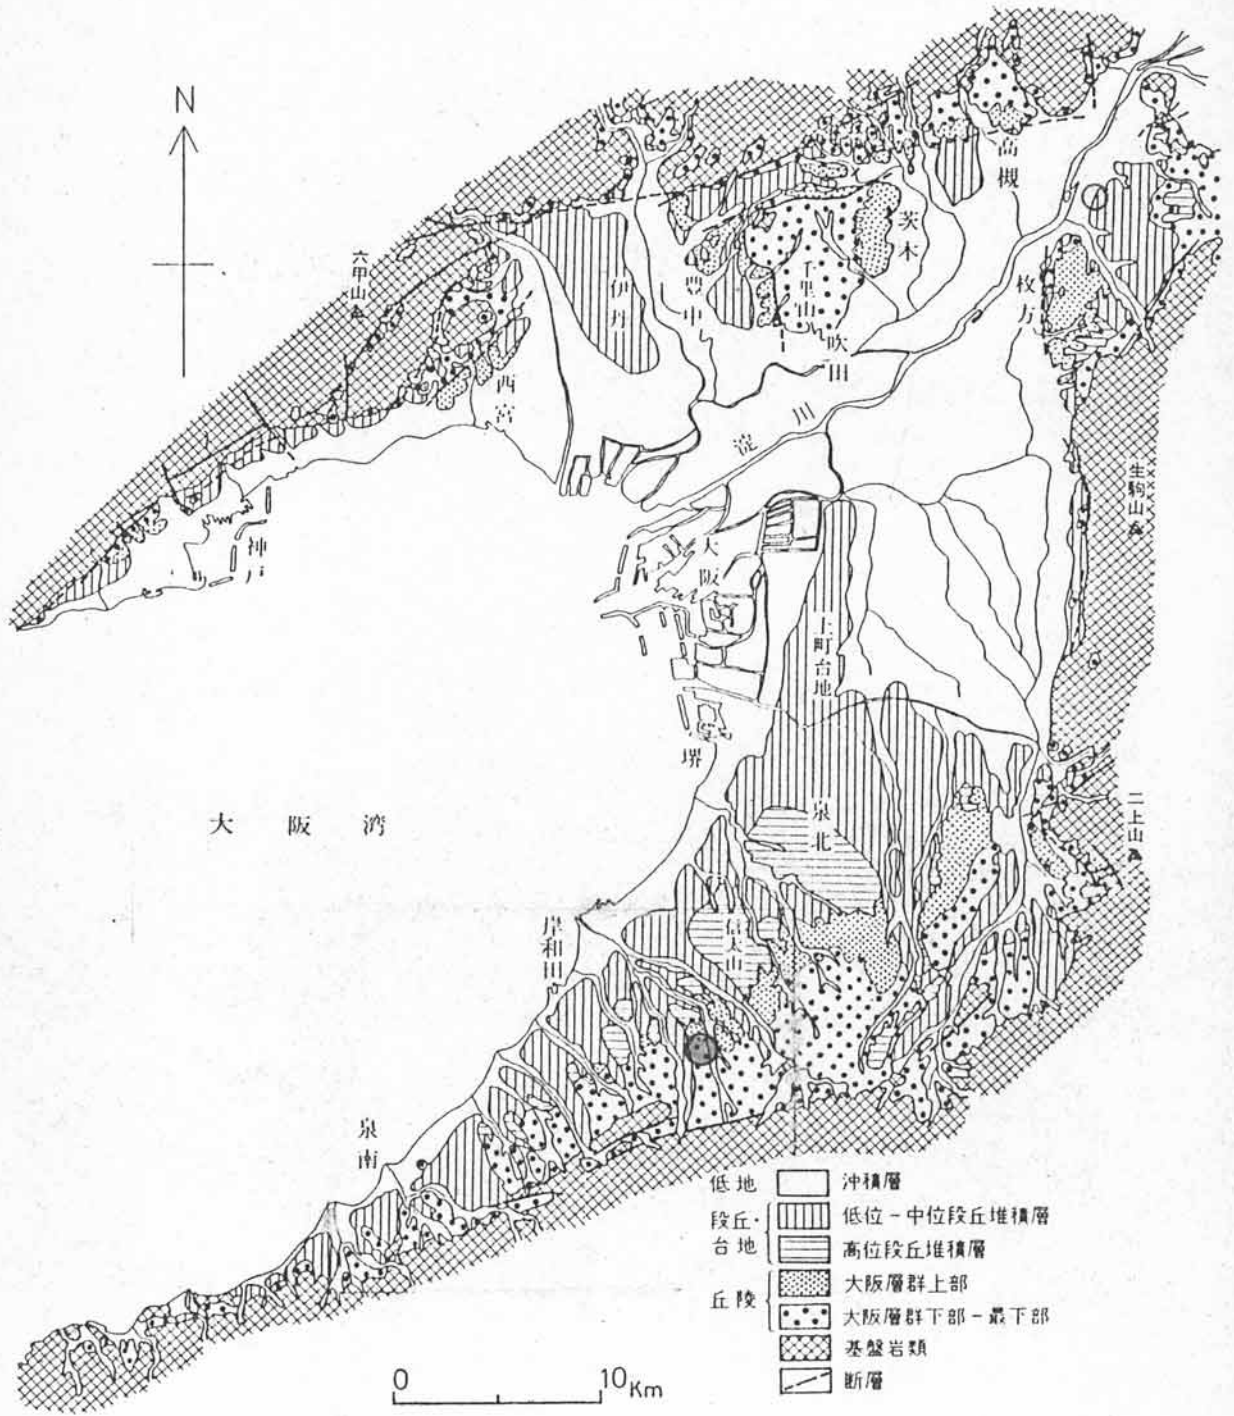 N
高槻
茨木
六甲山
伊丹
豊中
千里山
吹田
枚方
西宮
淀川
生駒山
神戸
大阪
上町台地
堺
二上山
大阪湾
泉北
信太山
岸和田
泉南
低地 沖積層
段丘・台地 低位-中位段丘堆積層
高位段丘堆積層
丘陵 大阪層群上部
大阪層群下部-最下部
基盤岩類
断層
0 10Km